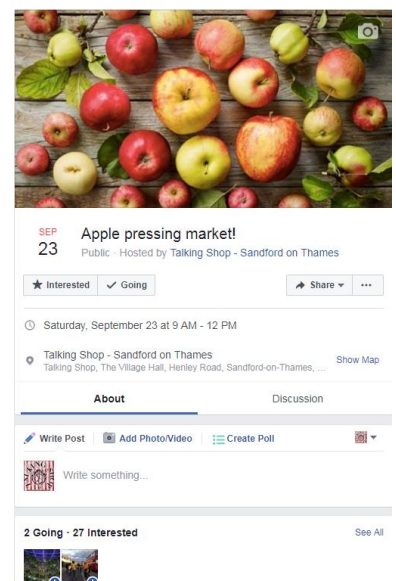 SEP
23
Apple pressing market!
Public · Hosted by Talking Shop - Sandford on Thames
Interested
Going
Share
Saturday, September 23 at 9 AM - 12 PM
Talking Shop - Sandford on Thames
Talking Shop, The Village Hall, Henley Road, Sandford-on-Thames, ...
Show Map
About
Discussion
Write Post
Add Photo/Video
Create Poll
Write something...
2 Going · 27 Interested
See All